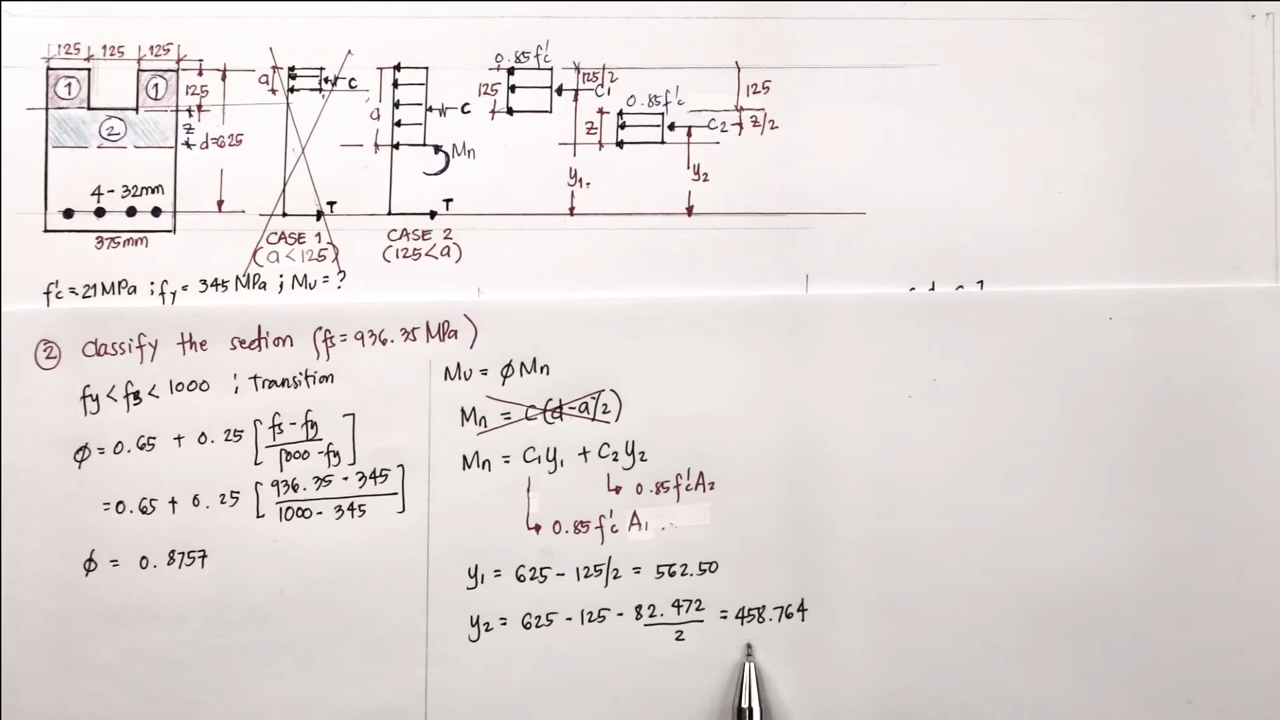 125 125 125
① ① 125
② z d=625
4 - 32mm
375mm
a C
T
CASE 1
(a<125)
a C
Mn
T
CASE 2
(125<a)
0.85f'c
125 125/2 C1
0.85f'c 125
z C2 z/2
y1. y2
f'c = 21 MPa ; fy = 345 MPa ; Mu = ?
② Classify the section (fs = 936.35 MPa)
fy < fs < 1000 ; Transition
φ = 0.65 + 0.25 [fs - fy / 1000 - fy]
= 0.65 + 0.25 [936.35 - 345 / 1000 - 345]
φ = 0.8757
Mu = φMn
Mn = C(d - a/2)
Mn = C1y1 + C2y2
0.85f'c A2
0.85f'c A1
y1 = 625 - 125/2 = 562.50
y2 = 625 - 125 - 82.472 / 2 = 458.764